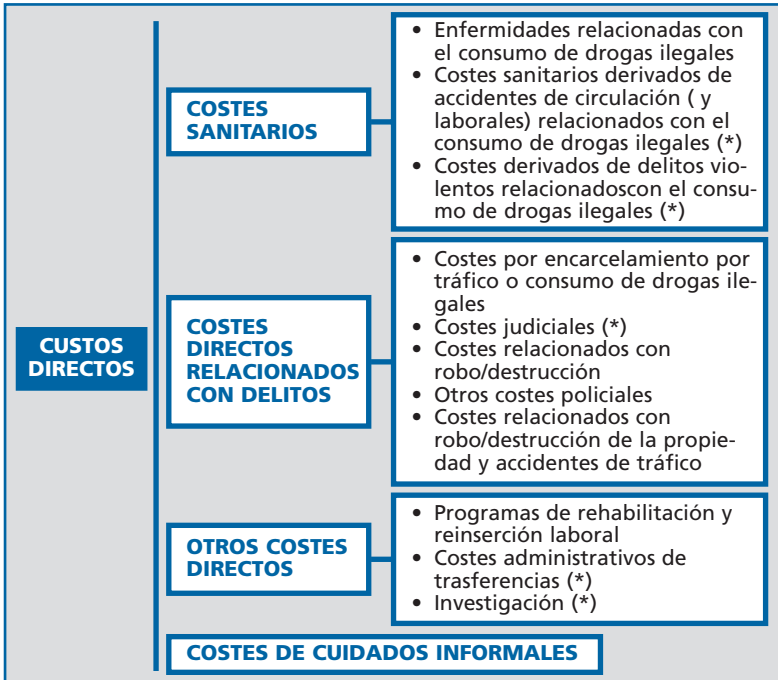 CUSTOS
DIRECTOS
COSTES
SANITARIOS
• Enfermidades relacionadas con
el consumo de drogas ilegales
• Costes sanitarios derivados de
accidentes de circulación ( y
laborales) relacionados con el
consumo de drogas ilegales (*)
• Costes derivados de delitos vio-
lentos relacionadoscon el consu-
mo de drogas ilegales (*)
COSTES
DIRECTOS
RELACIONADOS
CON DELITOS
• Costes por encarcelamiento por
tráfico o consumo de drogas ile-
gales
• Costes judiciales (*)
• Costes relacionados con
robo/destrucción
• Otros costes policiales
• Costes relacionados con
robo/destrucción de la propie-
dad y accidentes de tráfico
OTROS COSTES
DIRECTOS
• Programas de rehabilitación y
reinserción laboral
• Costes administrativos de
trasferencias (*)
• Investigación (*)
COSTES DE CUIDADOS INFORMALES